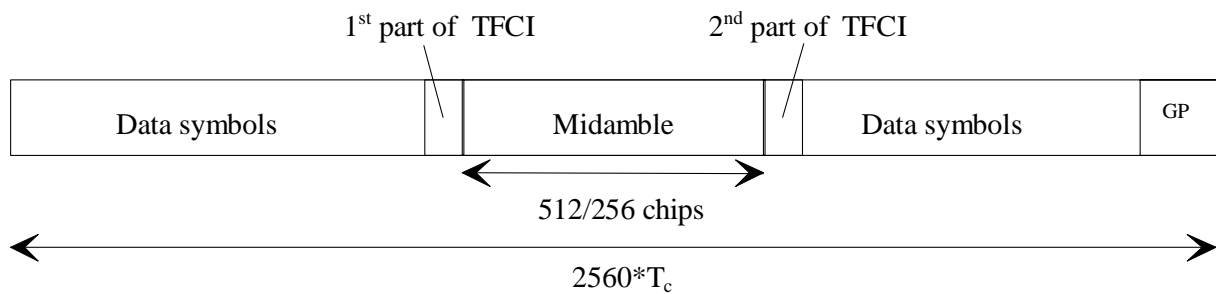 1st part of TFCI
2nd part of TFCI
Data symbols
Midamble
Data symbols
GP
512/256 chips
2560*Tc